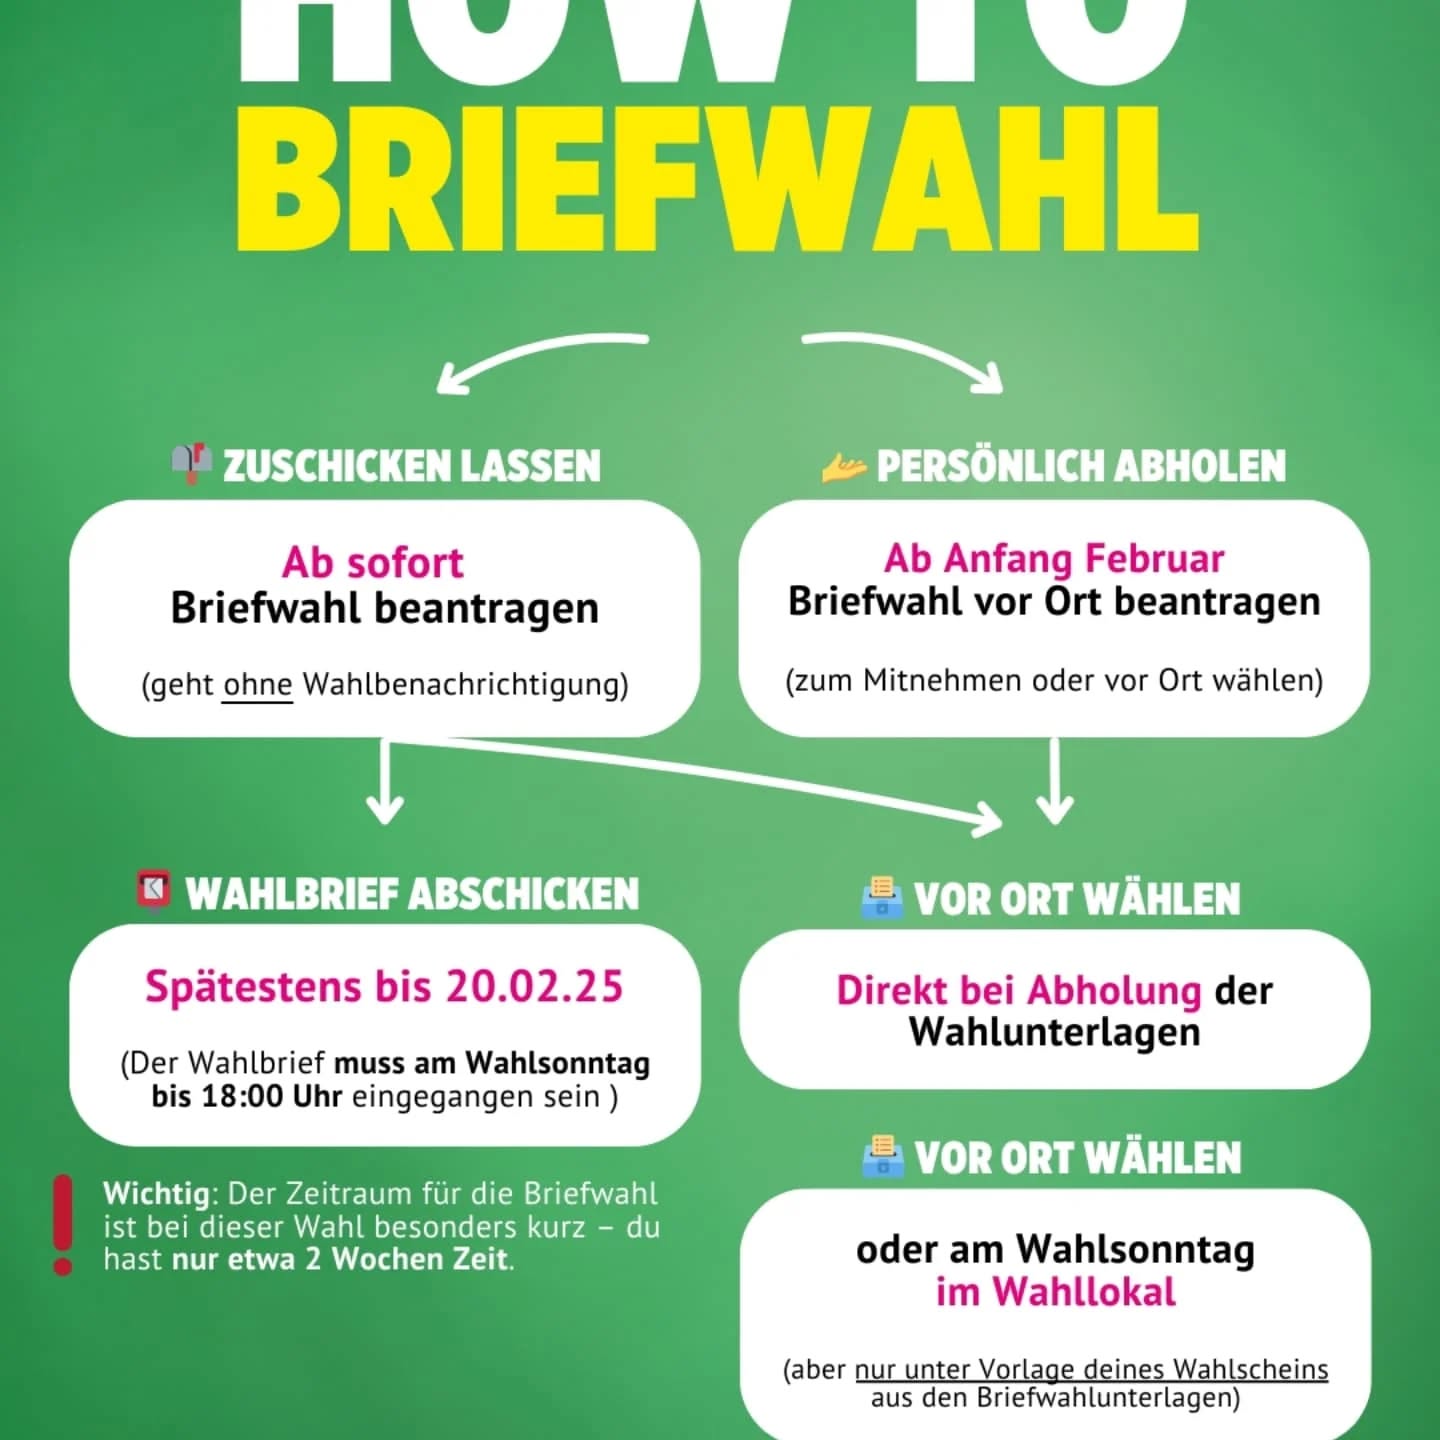 HOW TO
BRIEFWAHL
ZUSCHICKEN LASSEN
Ab sofort
Briefwahl beantragen
(geht ohne Wahlbenachrichtigung)
PERSÖNLICH ABHOLEN
Ab Anfang Februar
Briefwahl vor Ort beantragen
(zum Mitnehmen oder vor Ort wählen)
WAHLBRIEF ABSCHICKEN
Spätestens bis 20.02.25
(Der Wahlbrief muss am Wahlsonntag
bis 18:00 Uhr eingegangen sein )
Wichtig: Der Zeitraum für die Briefwahl
ist bei dieser Wahl besonders kurz – du
hast nur etwa 2 Wochen Zeit.
VOR ORT WÄHLEN
Direkt bei Abholung der
Wahlunterlagen
VOR ORT WÄHLEN
oder am Wahlsonntag
im Wahllokal
(aber nur unter Vorlage deines Wahlscheins
aus den Briefwahlunterlagen)